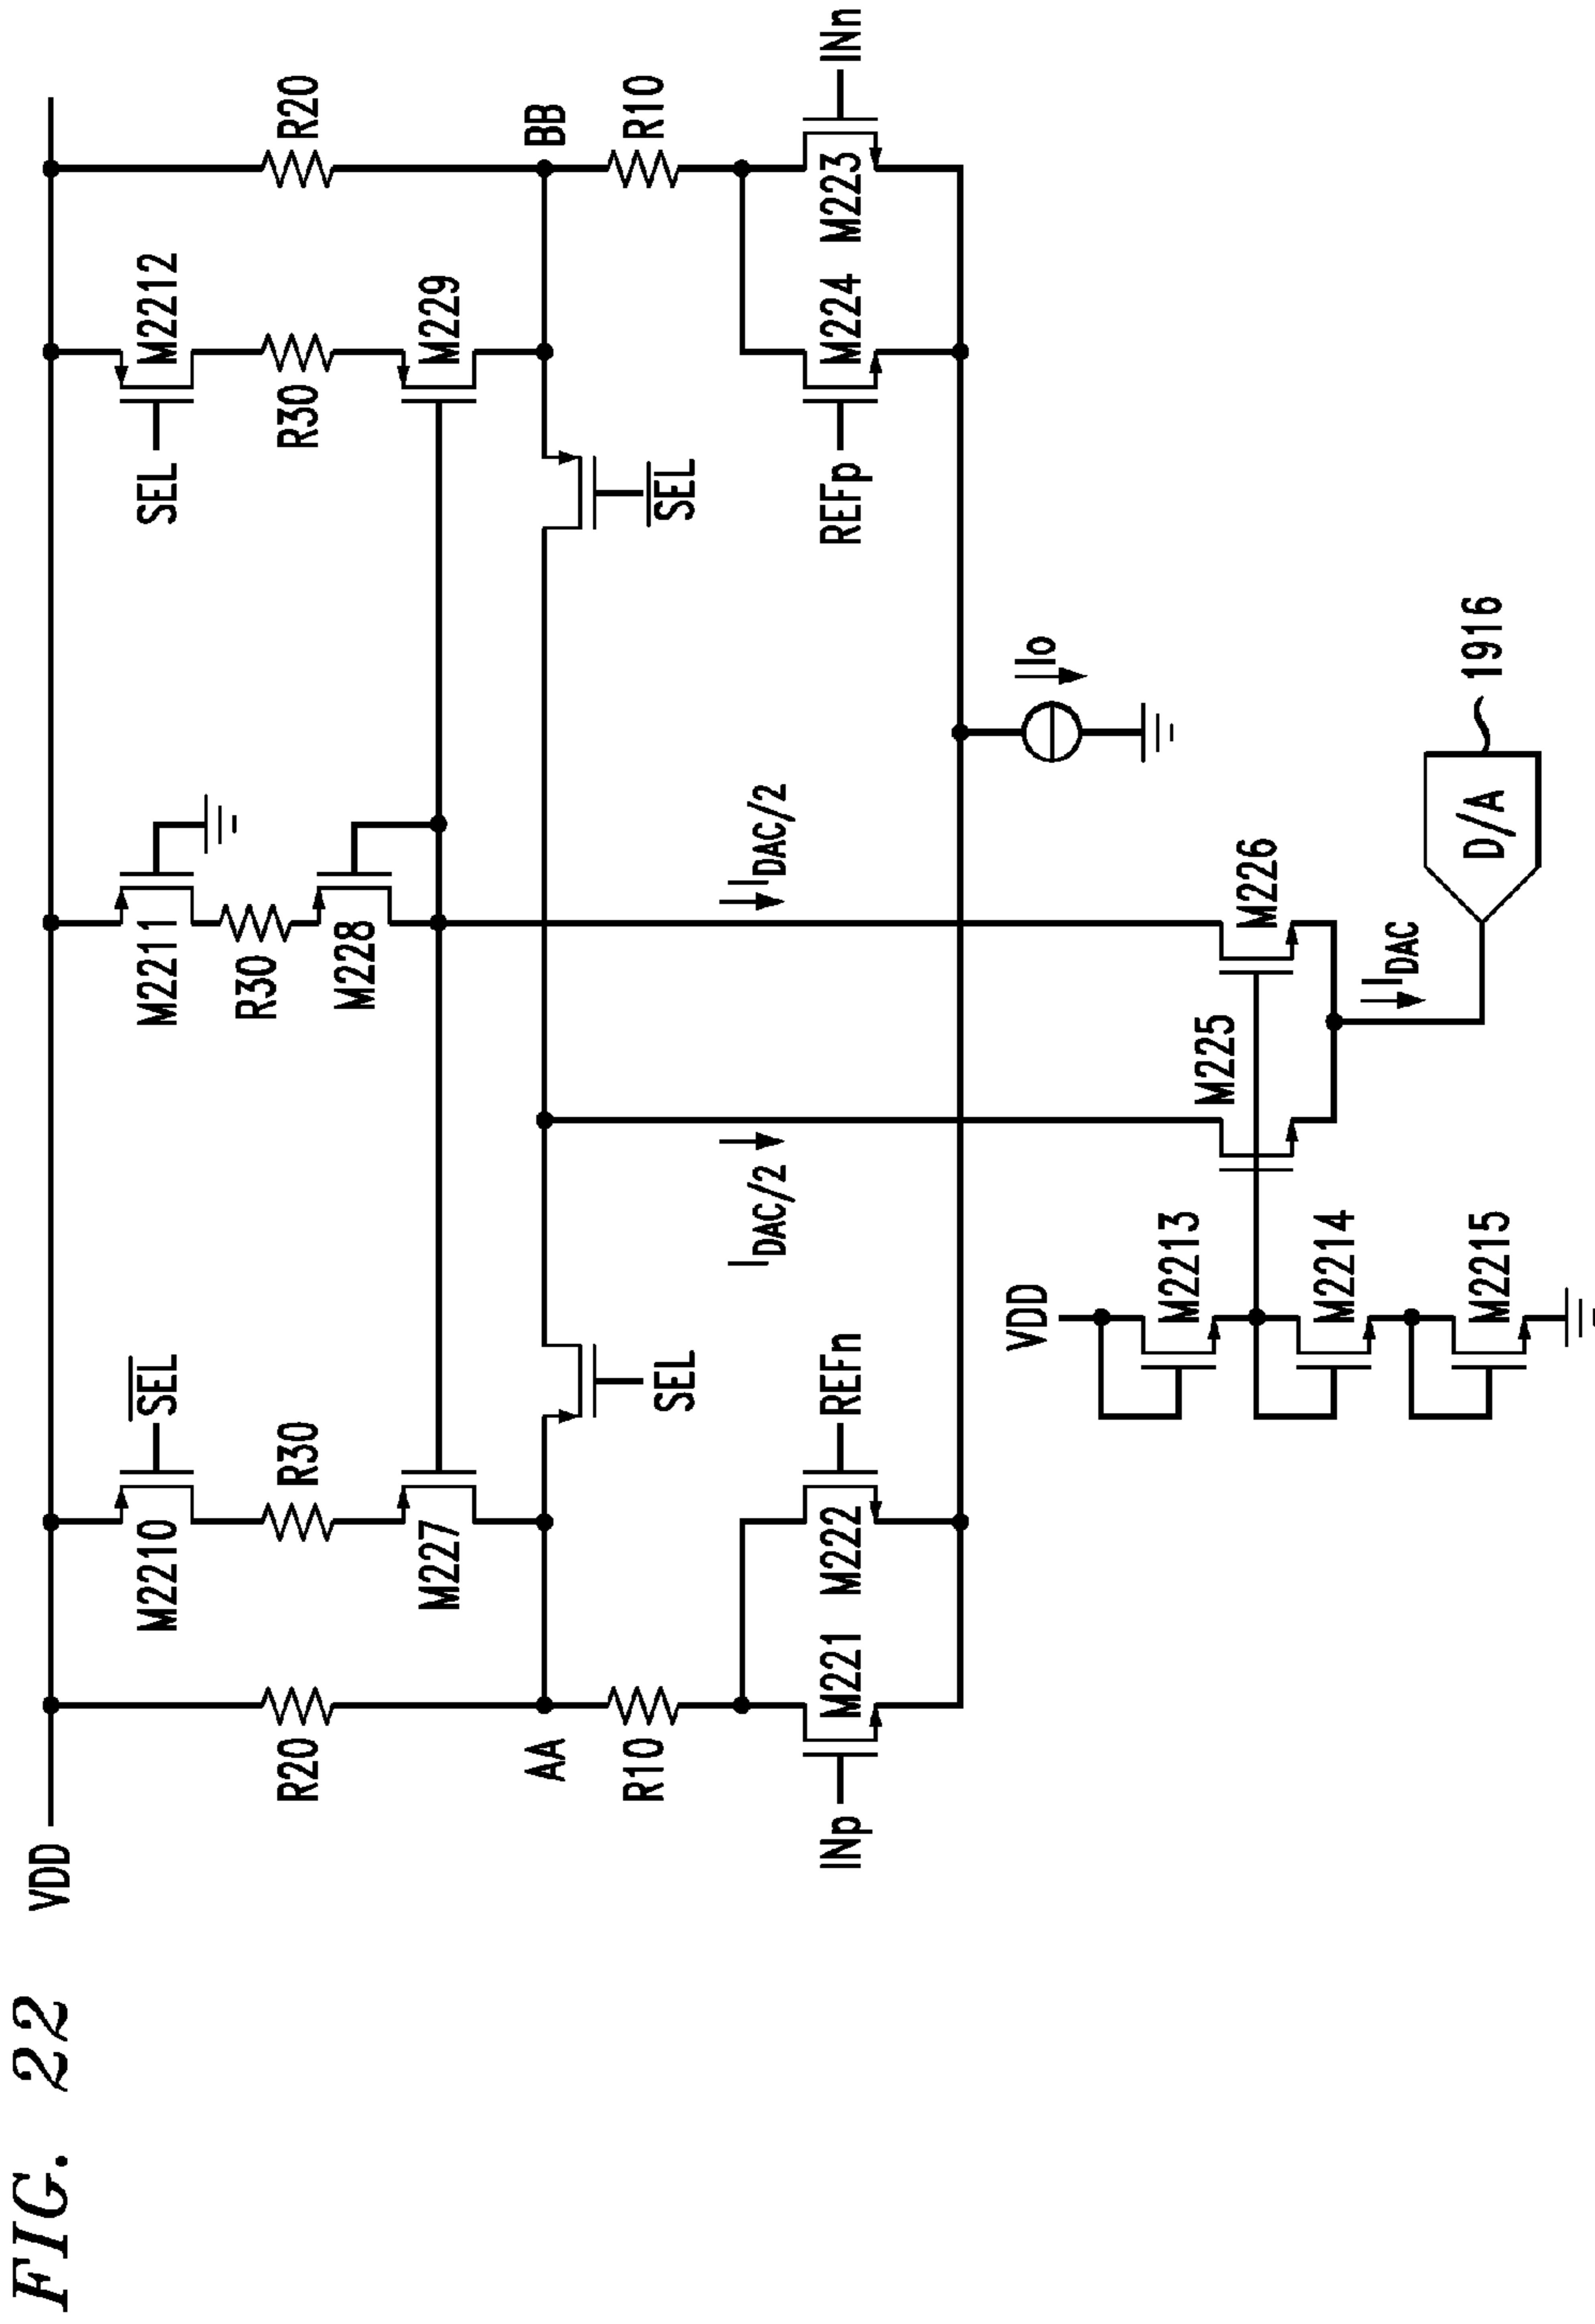 FIG. 22
VDD
R20
M2210
S̅E̅L̅
R30
M227
AA
R10
INp
M221
M222
REFn
SEL
M2211
R30
M228
SEL
M2212
R30
M229
R20
BB
S̅E̅L̅
R10
REFp
M224
M223
INn
IDAC/2
IDAC/2
Io
VDD
M2213
M2214
M2215
M225
M226
IDAC
D/A
1916